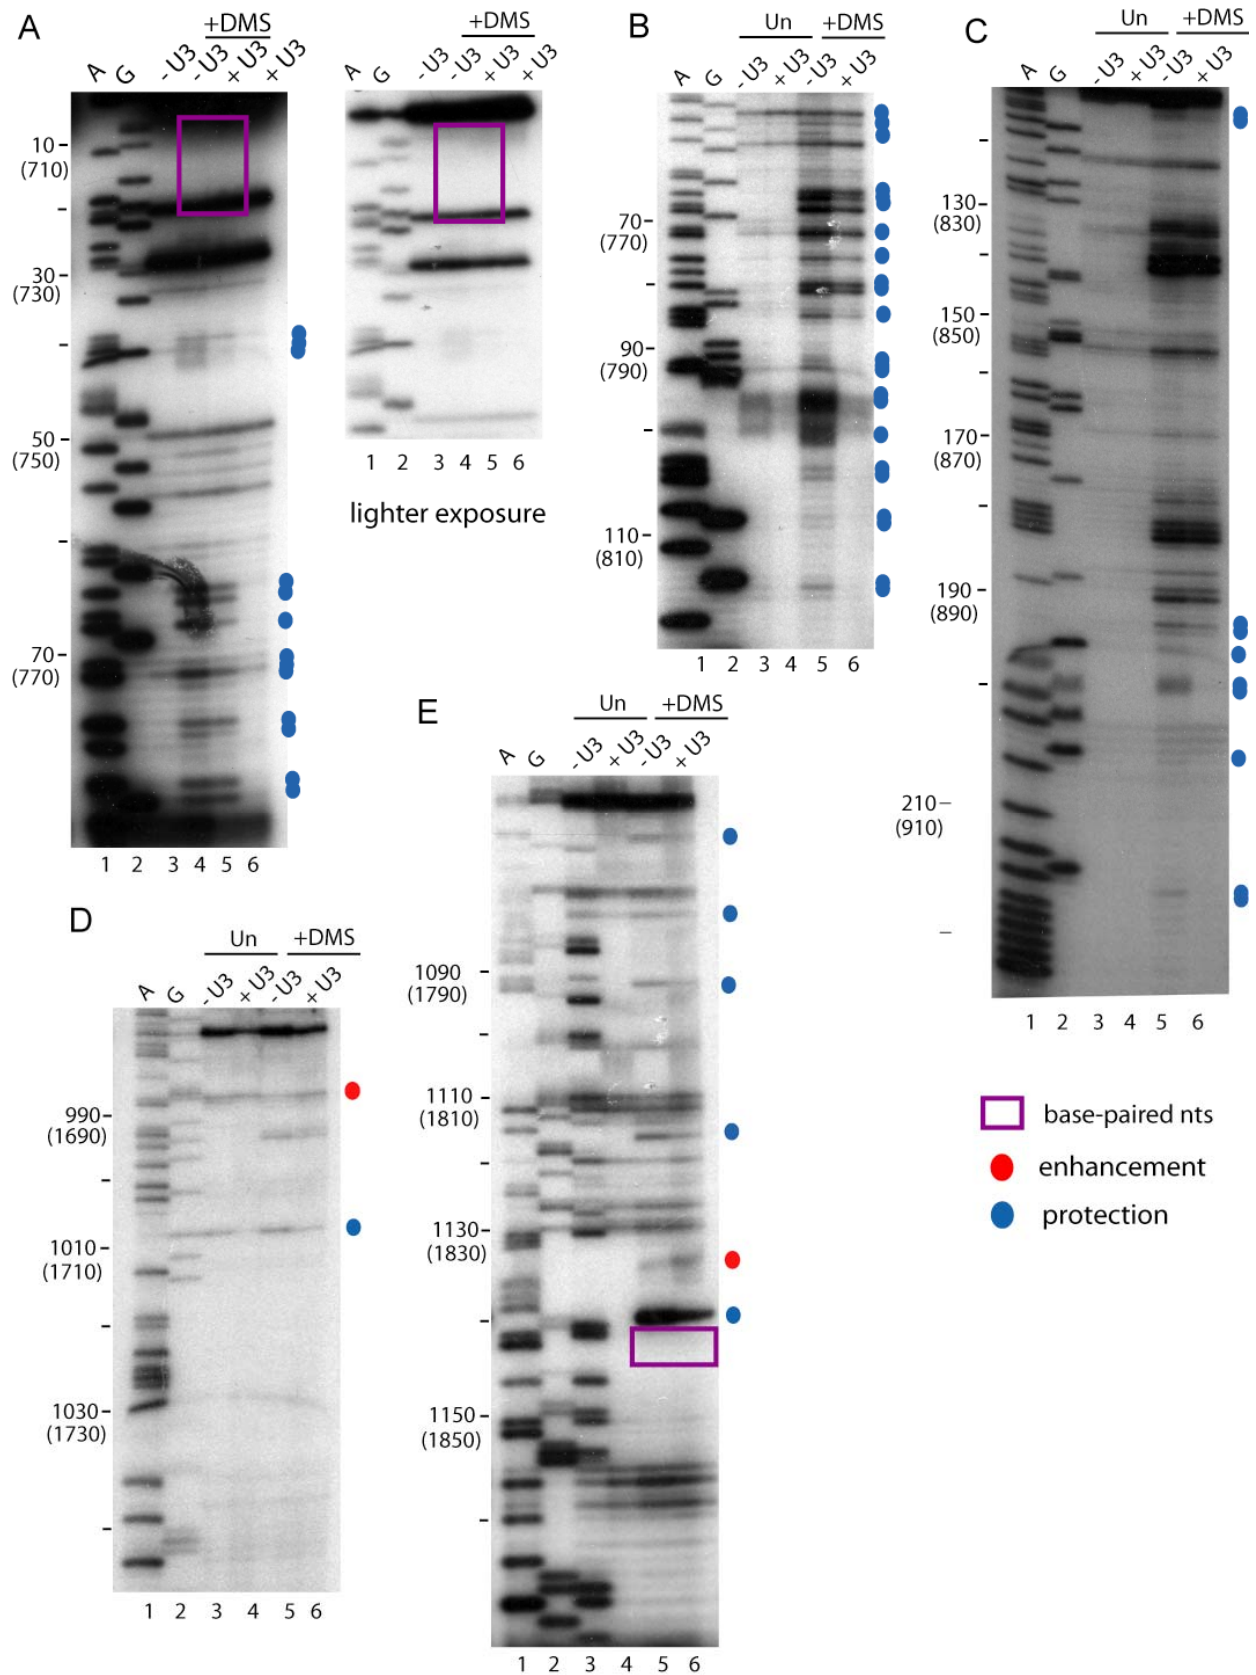 A
+DMS
A G - U3 - U3 + U3 + U3
10
(710)
30
(730)
50
(750)
70
(770)
1 2 3 4 5 6
+DMS
A G - U3 - U3 + U3 + U3
1 2 3 4 5 6
lighter exposure
B
Un +DMS
A G - U3 + U3 - U3 + U3
70
(770)
90
(790)
110
(810)
1 2 3 4 5 6
C
Un +DMS
A G - U3 + U3 - U3 + U3
130
(830)
150
(850)
170
(870)
190
(890)
210
(910)
1 2 3 4 5 6
D
Un +DMS
A G - U3 + U3 - U3 + U3
990
(1690)
1010
(1710)
1030
(1730)
1 2 3 4 5 6
E
Un +DMS
A G - U3 + U3 - U3 + U3
1090
(1790)
1110
(1810)
1130
(1830)
1150
(1850)
1 2 3 4 5 6
base-paired nts
enhancement
protection